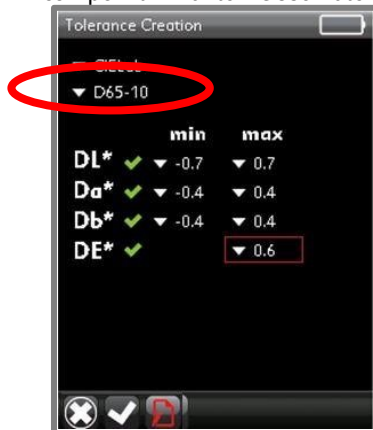 Tolerance Creation
D65-10
min max
DL* -0.7 0.7
Da* -0.4 0.4
Db* -0.4 0.4
DE* 0.6